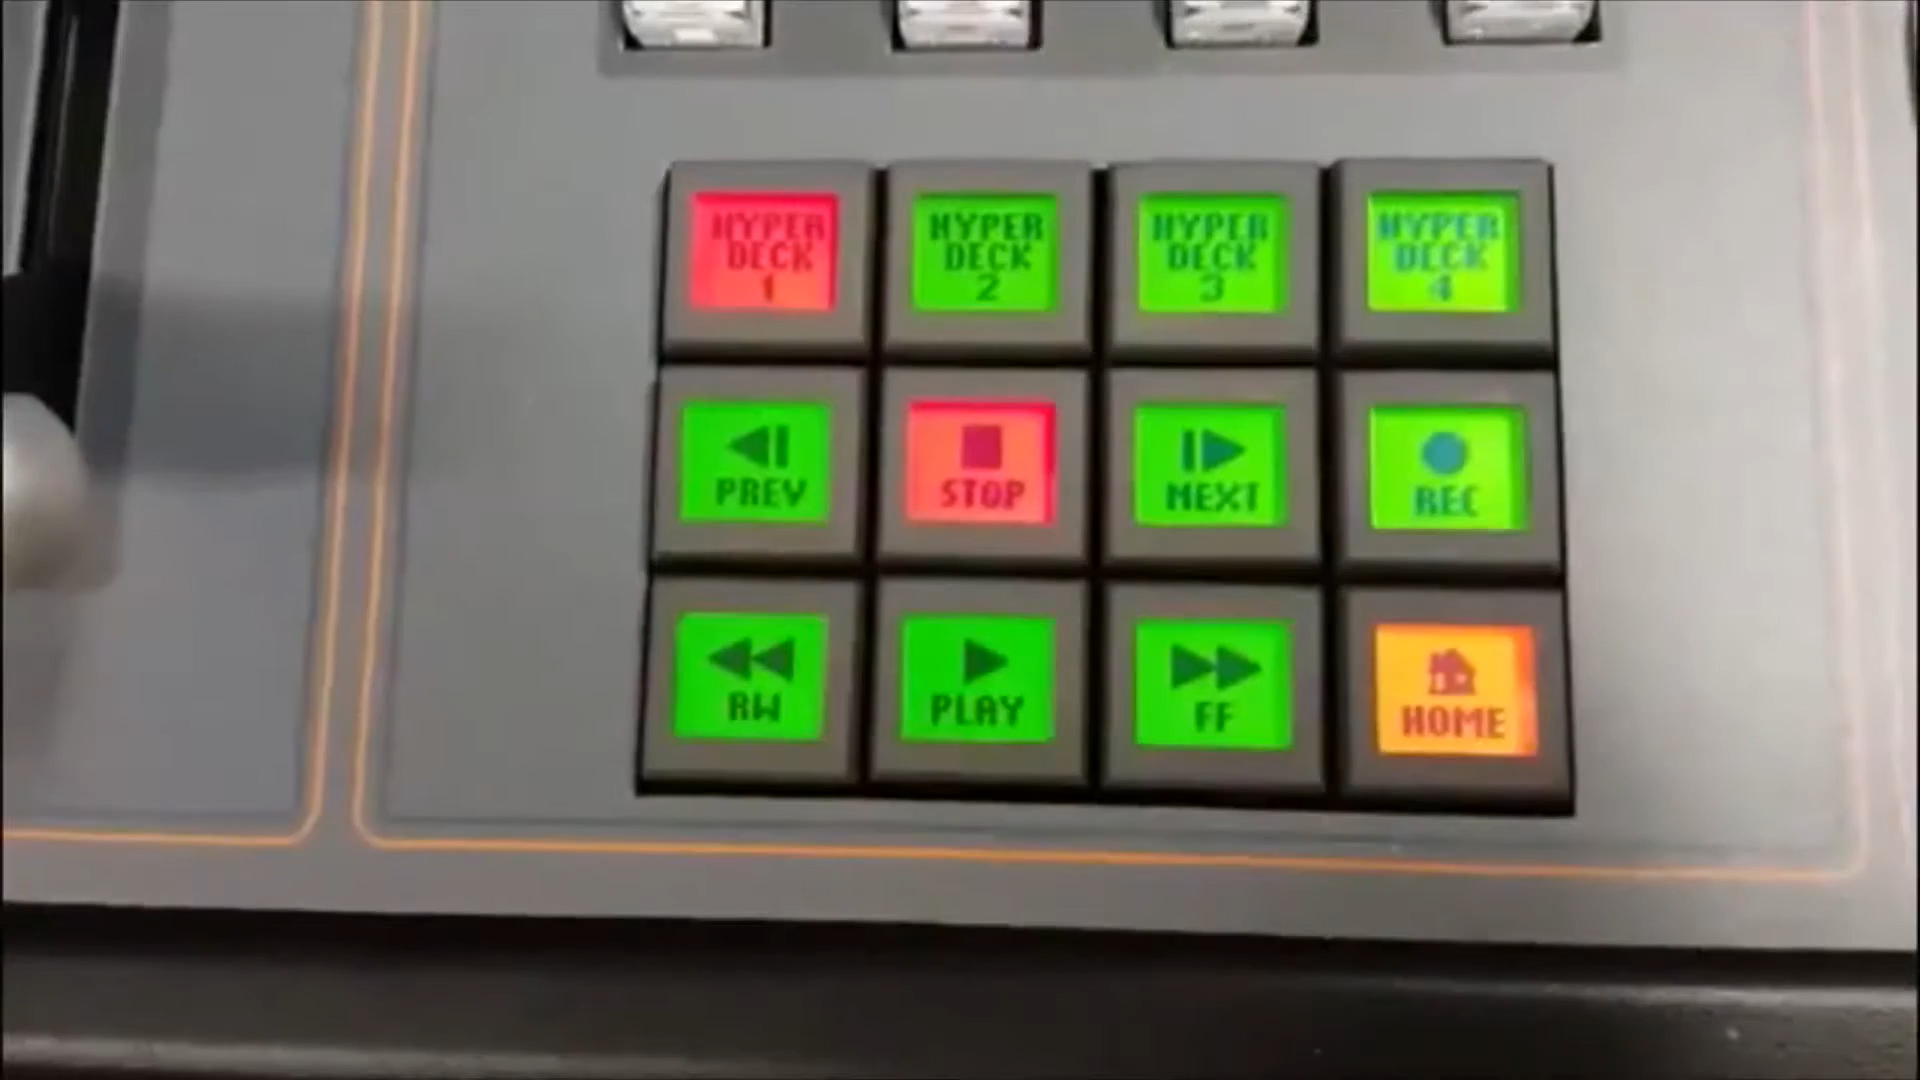 HYPER
DECK
1
HYPER
DECK
2
HYPER
DECK
3
HYPER
DECK
4
PREV
STOP
NEXT
REC
RW
PLAY
FF
HOME